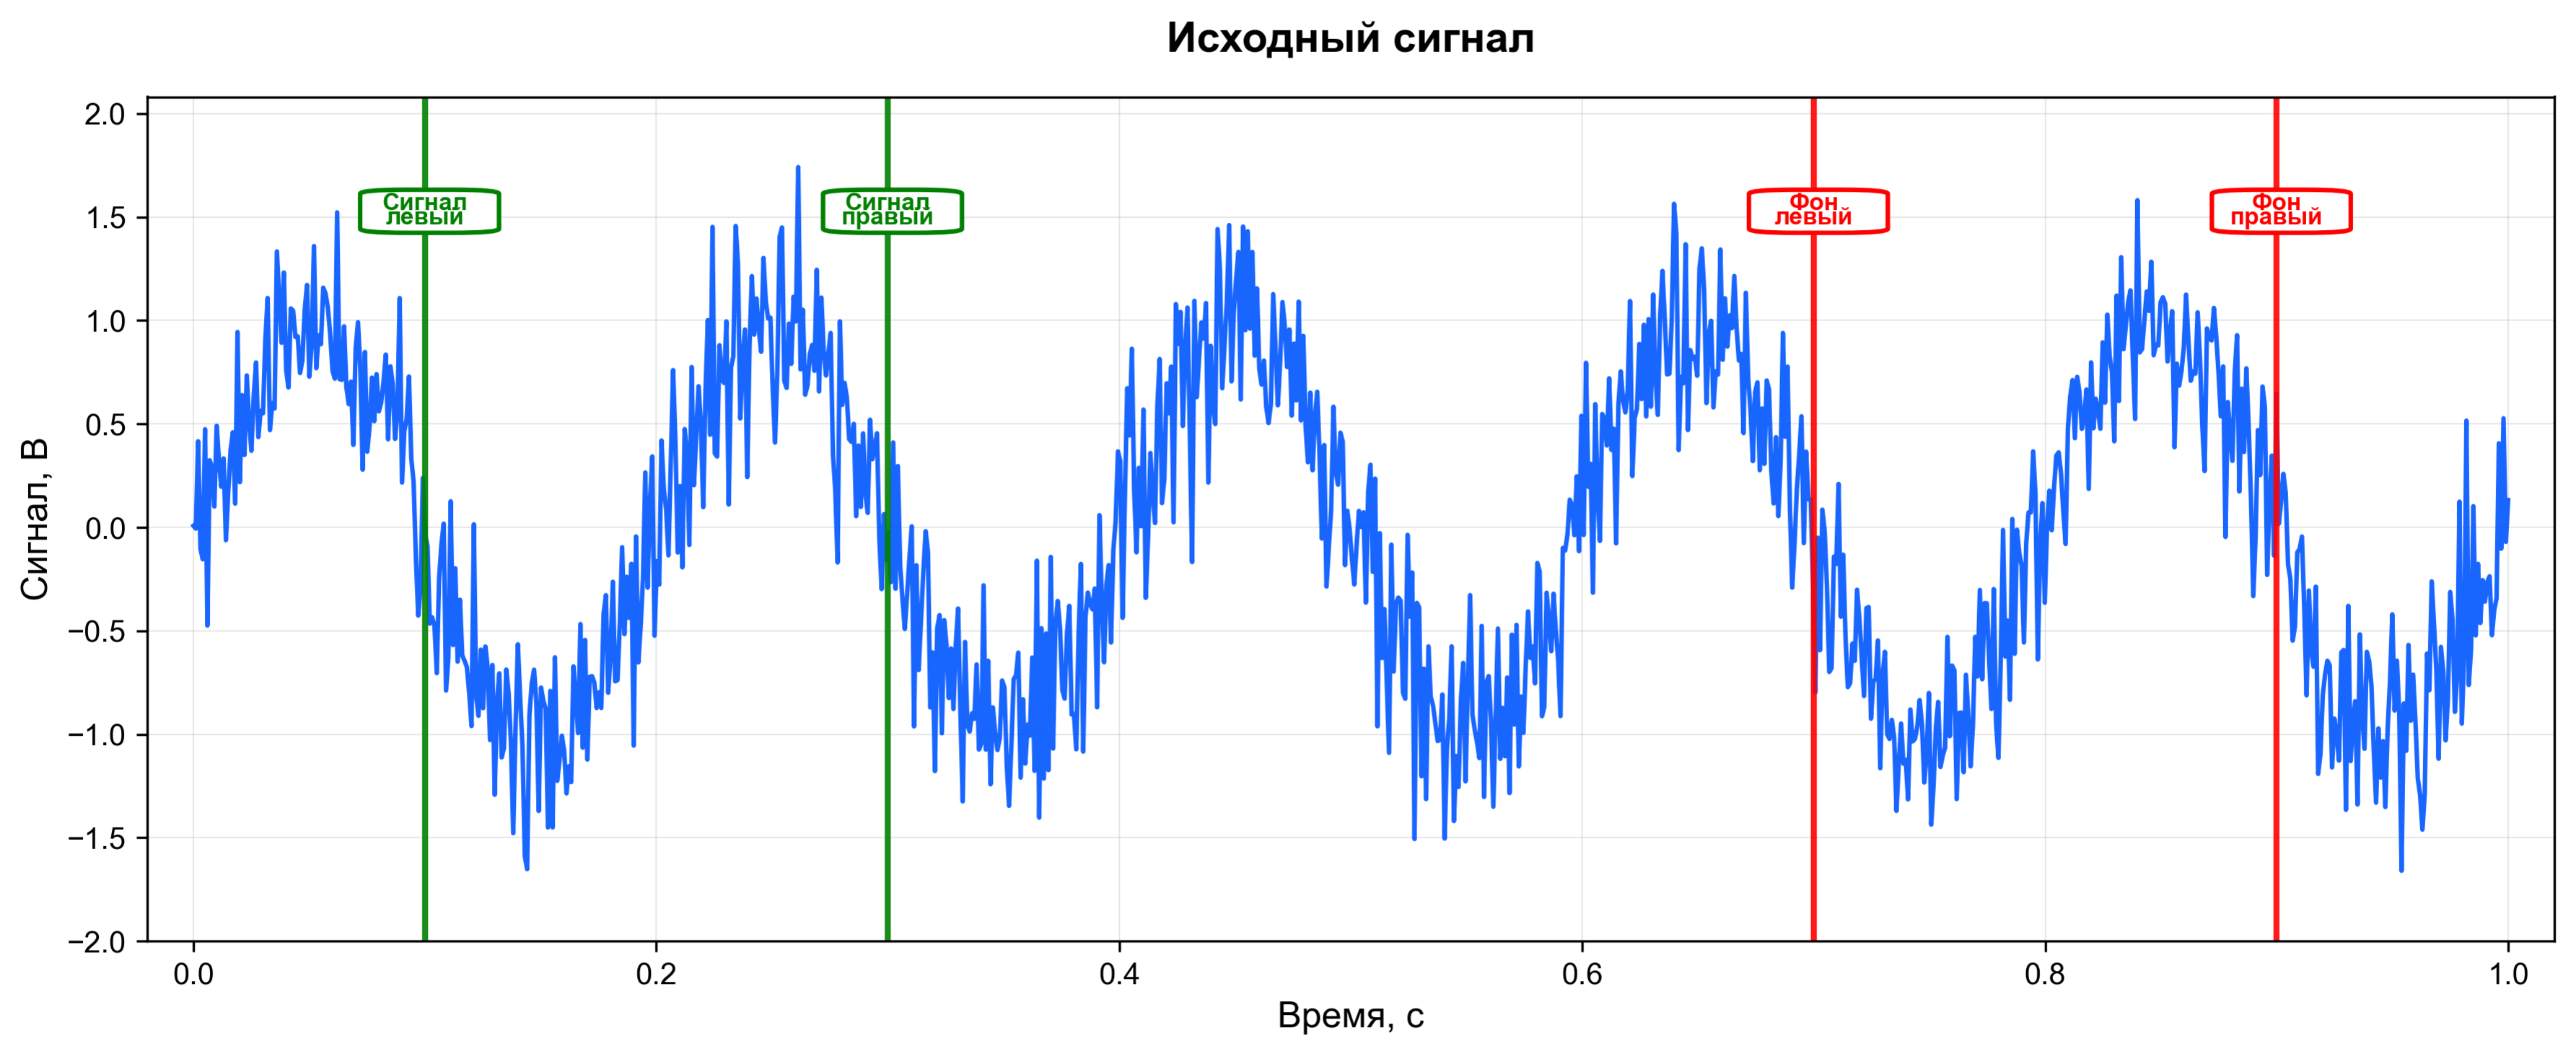 Исходный сигнал
Сигнал, В
2.0
1.5
1.0
0.5
0.0
−0.5
−1.0
−1.5
−2.0
Сигнал
левый
Сигнал
правый
Фон
левый
Фон
правый
0.0
0.2
0.4
0.6
0.8
1.0
Время, с